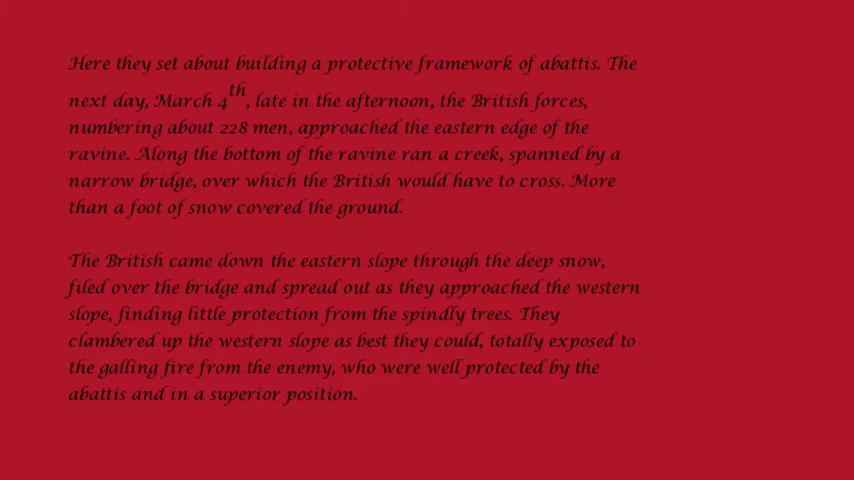 Here they set about building a protective framework of abattis. The
next day, March 4th, late in the afternoon, the British forces,
numbering about 228 men, approached the eastern edge of the
ravine. Along the bottom of the ravine ran a creek, spanned by a
narrow bridge, over which the British would have to cross. More
than a foot of snow covered the ground.
The British came down the eastern slope through the deep snow,
filed over the bridge and spread out as they approached the western
slope, finding little protection from the spindly trees. They
clambered up the western slope as best they could, totally exposed to
the galling fire from the enemy, who were well protected by the
abattis and in a superior position.